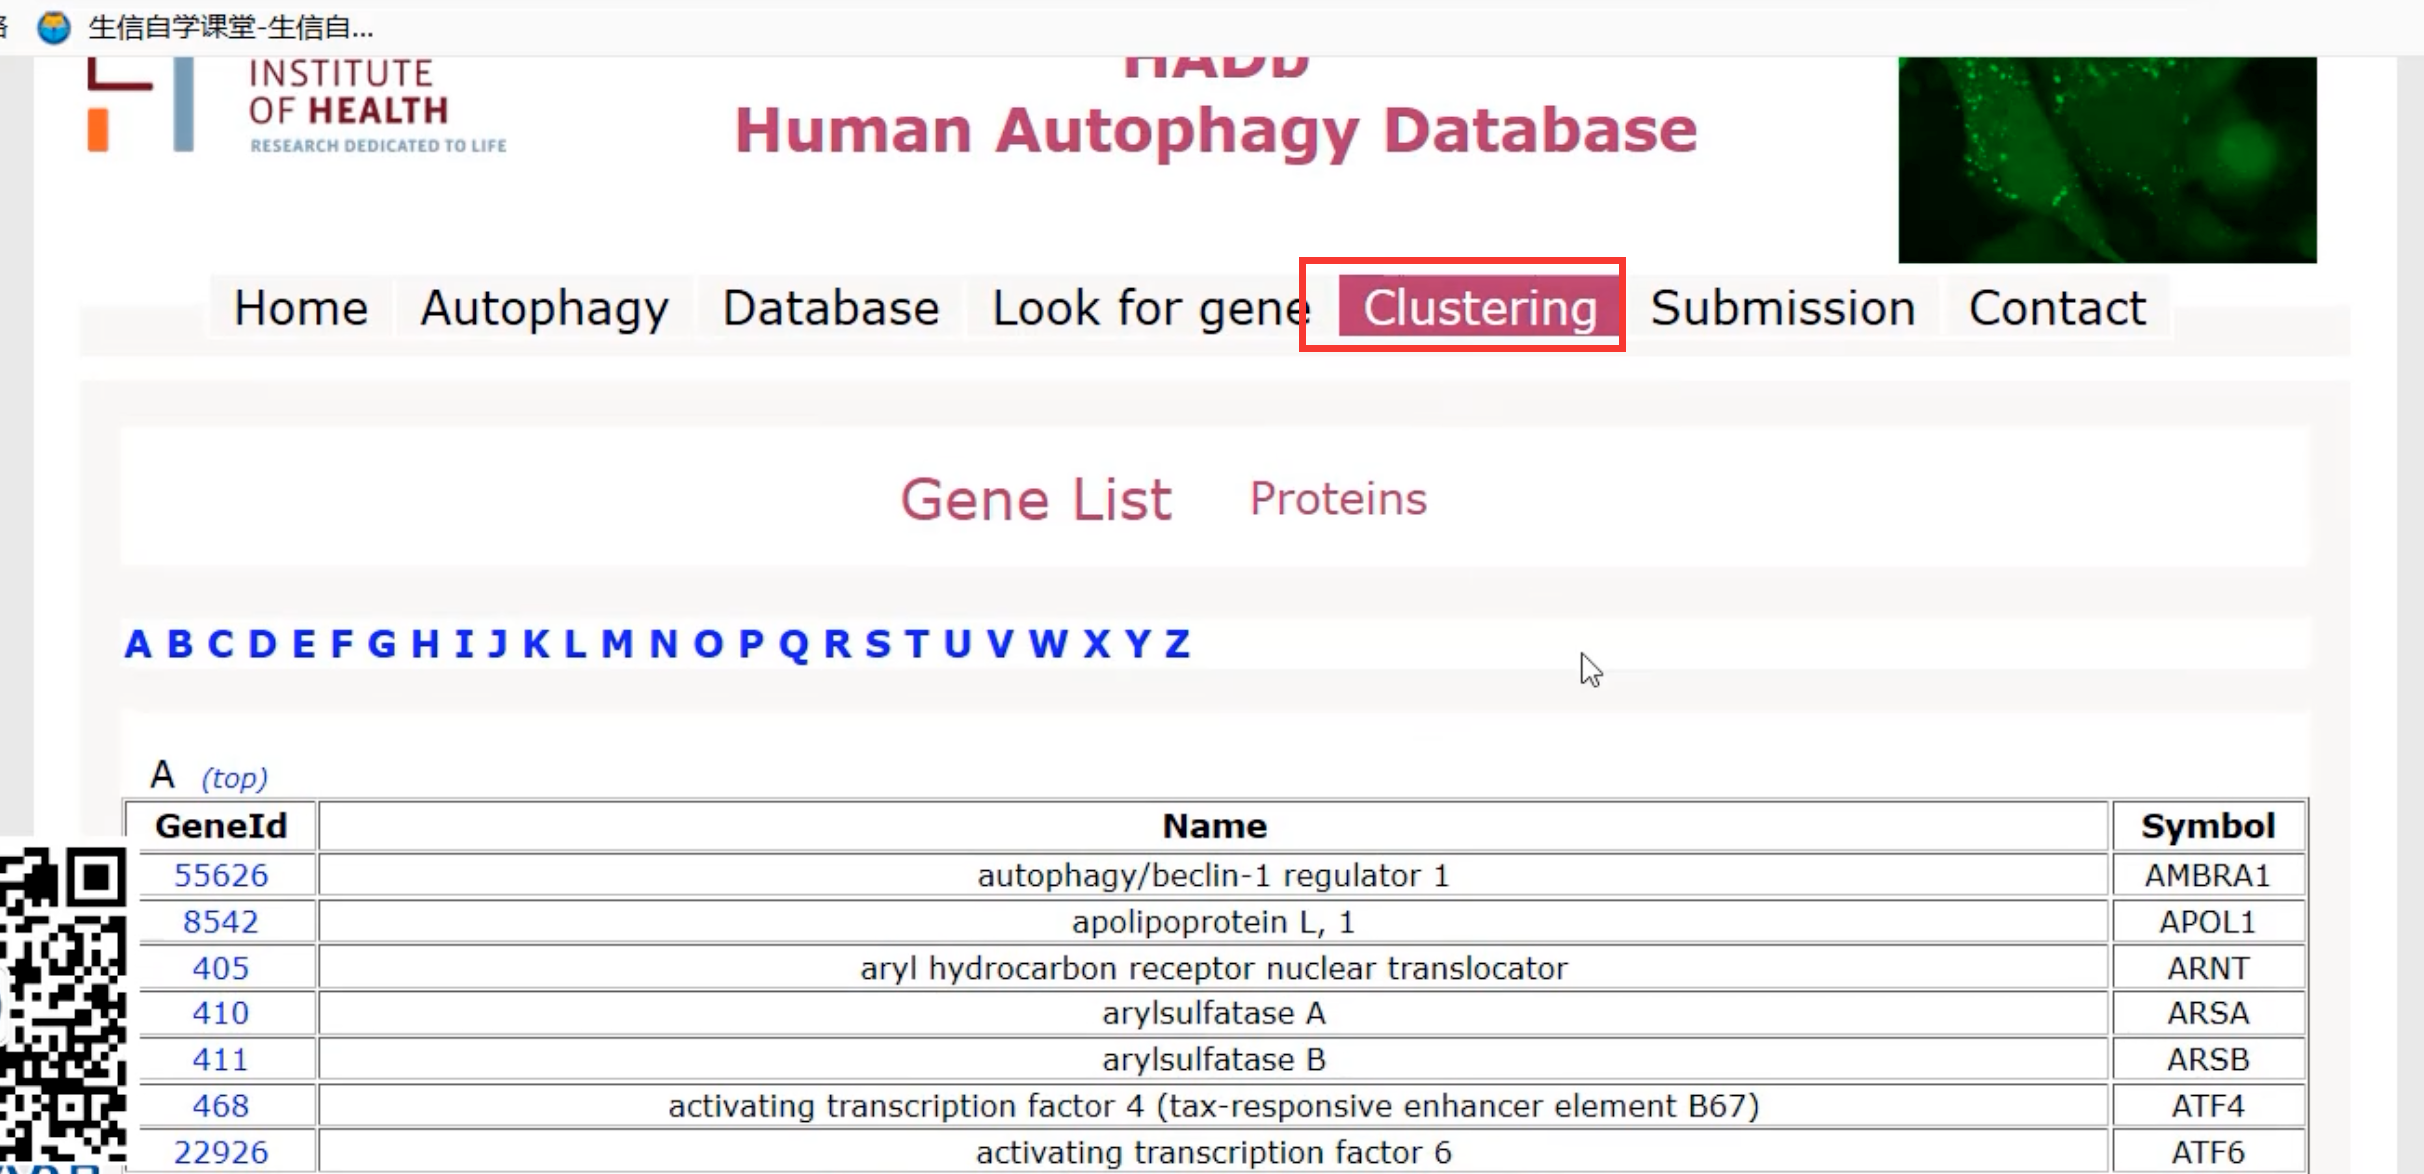 生信自学课堂-生信自...
INSTITUTE
OF HEALTH
RESEARCH DEDICATED TO LIFE
HADb
Human Autophagy Database
Home Autophagy Database Look for gene Clustering Submission Contact
Gene List Proteins
A B C D E F G H I J K L M N O P Q R S T U V W X Y Z
A (top)
GeneId Name Symbol
55626 autophagy/beclin-1 regulator 1 AMBRA1
8542 apolipoprotein L, 1 APOL1
405 aryl hydrocarbon receptor nuclear translocator ARNT
410 arylsulfatase A ARSA
411 arylsulfatase B ARSB
468 activating transcription factor 4 (tax-responsive enhancer element B67) ATF4
22926 activating transcription factor 6 ATF6